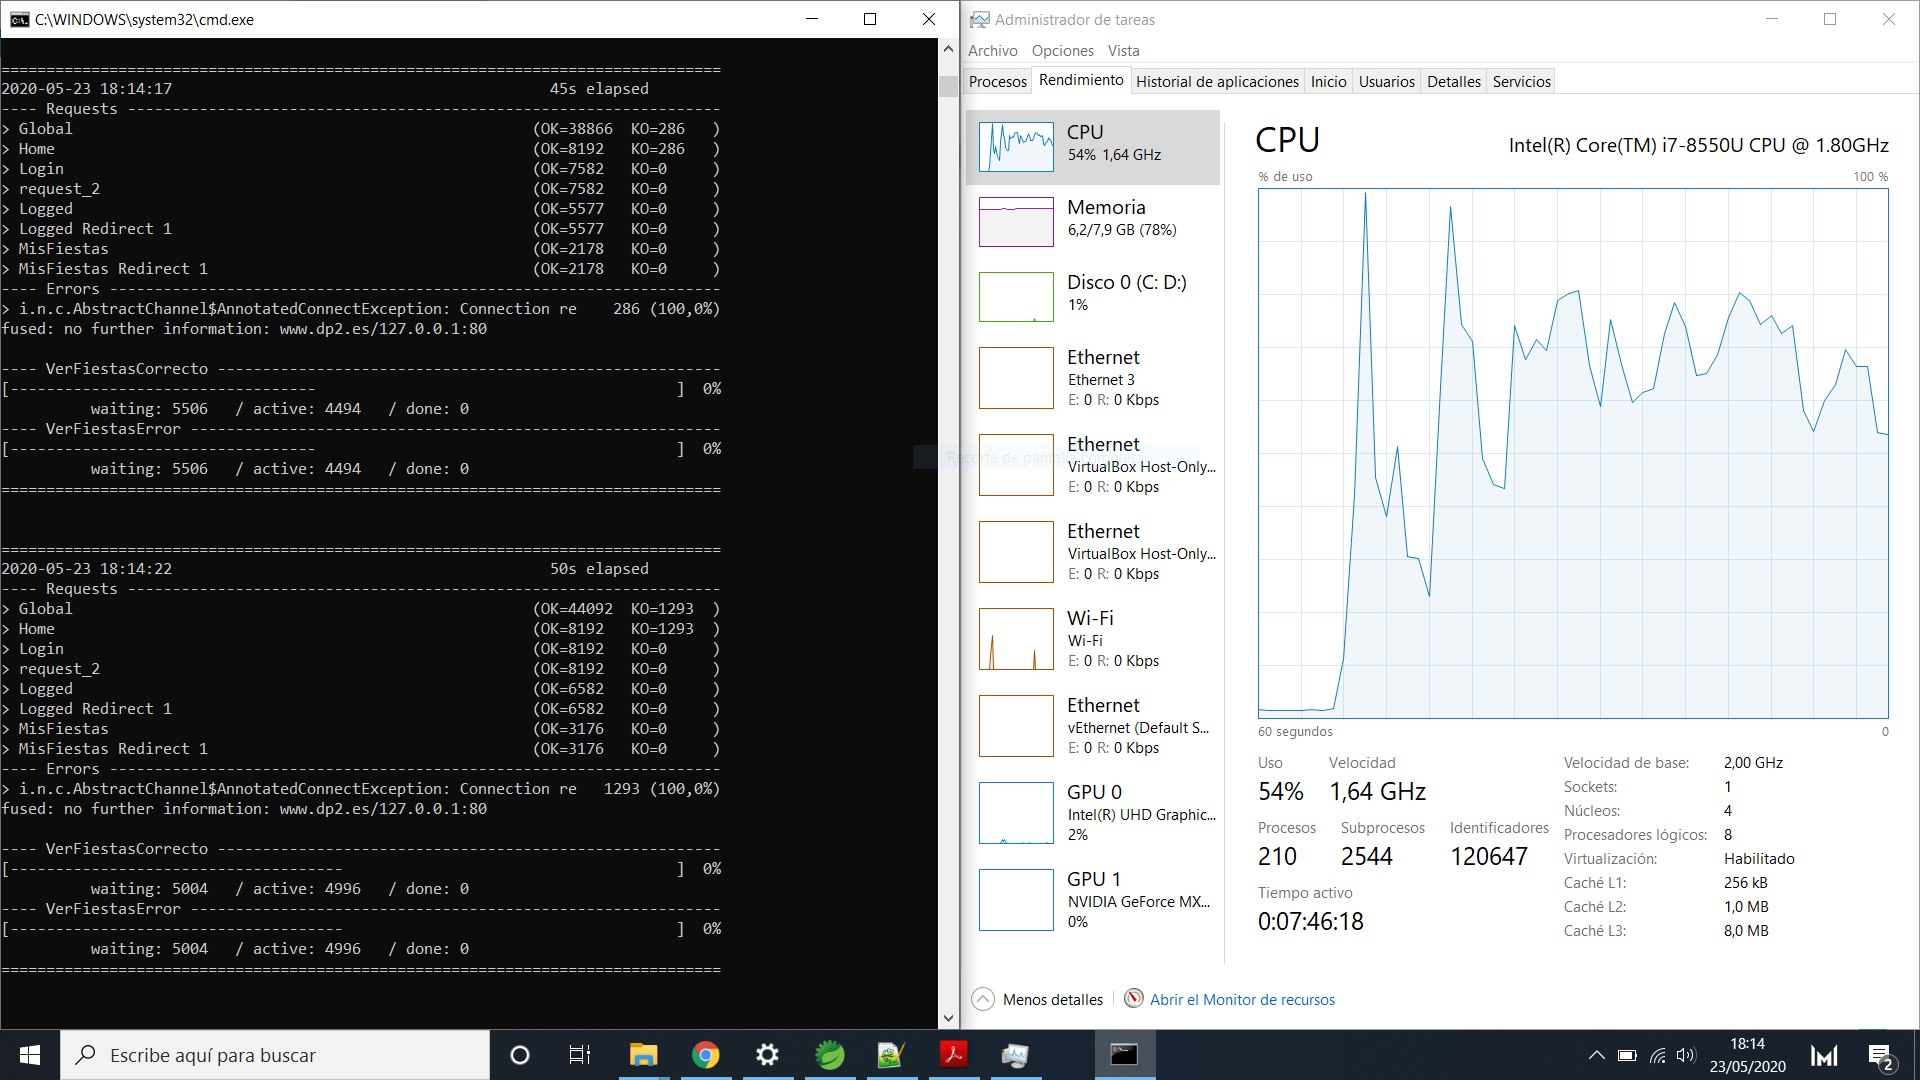 C:\WINDOWS\system32\cmd.exe
================================================================================
2020-05-23 18:14:17                                          45s elapsed
---- Requests ------------------------------------------------------------------
> Global                                                   (OK=38866  KO=286   )
> Home                                                     (OK=8192   KO=286   )
> Login                                                    (OK=7582   KO=0     )
> request_2                                                (OK=7582   KO=0     )
> Logged                                                   (OK=5577   KO=0     )
> Logged Redirect 1                                        (OK=5577   KO=0     )
> MisFiestas                                               (OK=2178   KO=0     )
> MisFiestas Redirect 1                                    (OK=2178   KO=0     )
---- Errors --------------------------------------------------------------------
> i.n.c.AbstractChannel$AnnotatedConnectException: Connection re    286 (100,0%)
fused: no further information: www.dp2.es/127.0.0.1:80
---- VerFiestasCorrecto --------------------------------------------------------
[----------------------------------                                        ]  0%
          waiting: 5506   / active: 4494   / done: 0
---- VerFiestasError -----------------------------------------------------------
[----------------------------------                                        ]  0%
          waiting: 5506   / active: 4494   / done: 0
================================================================================
================================================================================
2020-05-23 18:14:22                                          50s elapsed
---- Requests ------------------------------------------------------------------
> Global                                                   (OK=44092  KO=1293  )
> Home                                                     (OK=8192   KO=1293  )
> Login                                                    (OK=8192   KO=0     )
> request_2                                                (OK=8192   KO=0     )
> Logged                                                   (OK=6582   KO=0     )
> Logged Redirect 1                                        (OK=6582   KO=0     )
> MisFiestas                                               (OK=3176   KO=0     )
> MisFiestas Redirect 1                                    (OK=3176   KO=0     )
---- Errors --------------------------------------------------------------------
> i.n.c.AbstractChannel$AnnotatedConnectException: Connection re   1293 (100,0%)
fused: no further information: www.dp2.es/127.0.0.1:80
---- VerFiestasCorrecto --------------------------------------------------------
[-------------------------------------                                     ]  0%
          waiting: 5004   / active: 4996   / done: 0
---- VerFiestasError -----------------------------------------------------------
[-------------------------------------                                     ]  0%
          waiting: 5004   / active: 4996   / done: 0
================================================================================
Administrador de tareas
Archivo Opciones Vista
Procesos Rendimiento Historial de aplicaciones Inicio Usuarios Detalles Servicios
CPU
54% 1,64 GHz
Memoria
6,2/7,9 GB (78%)
Disco 0 (C: D:)
1%
Ethernet
Ethernet 3
E: 0 R: 0 Kbps
Ethernet
VirtualBox Host-Only...
E: 0 R: 0 Kbps
Ethernet
VirtualBox Host-Only...
E: 0 R: 0 Kbps
Wi-Fi
Wi-Fi
E: 0 R: 0 Kbps
Ethernet
vEthernet (Default S...
E: 0 R: 0 Kbps
GPU 0
Intel(R) UHD Graphic...
2%
GPU 1
NVIDIA GeForce MX...
0%
Recorte de pantalla completa
CPU
Intel(R) Core(TM) i7-8550U CPU @ 1.80GHz
% de uso 100 %
60 segundos 0
Uso Velocidad
54% 1,64 GHz
Procesos Subprocesos Identificadores
210 2544 120647
Tiempo activo
0:07:46:18
Velocidad de base: 2,00 GHz
Sockets: 1
Núcleos: 4
Procesadores lógicos: 8
Virtualización: Habilitado
Caché L1: 256 kB
Caché L2: 1,0 MB
Caché L3: 8,0 MB
Menos detalles
Abrir el Monitor de recursos
Escribe aquí para buscar
18:14
23/05/2020
2